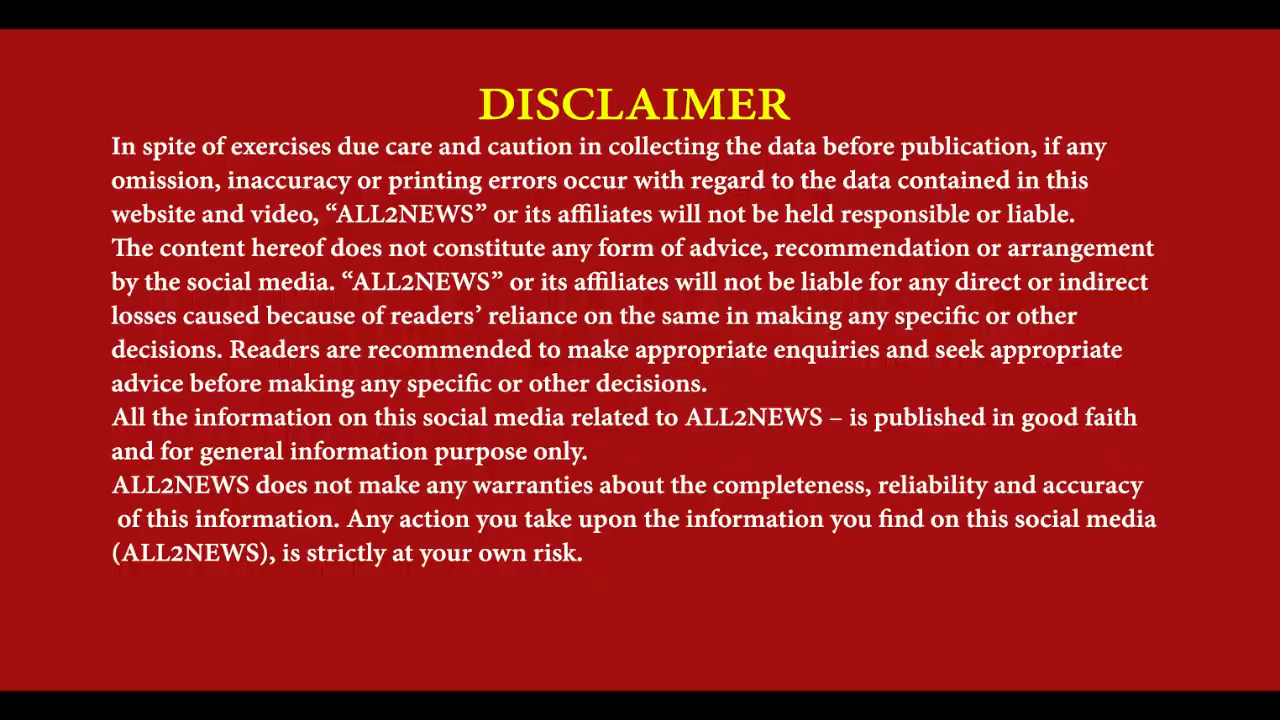 DISCLAIMER
In spite of exercises due care and caution in collecting the data before publication, if any
omission, inaccuracy or printing errors occur with regard to the data contained in this
website and video, “ALL2NEWS” or its affiliates will not be held responsible or liable.
The content hereof does not constitute any form of advice, recommendation or arrangement
by the social media. “ALL2NEWS” or its affiliates will not be liable for any direct or indirect
losses caused because of readers’ reliance on the same in making any specific or other
decisions. Readers are recommended to make appropriate enquiries and seek appropriate
advice before making any specific or other decisions.
All the information on this social media related to ALL2NEWS – is published in good faith
and for general information purpose only.
ALL2NEWS does not make any warranties about the completeness, reliability and accuracy
of this information. Any action you take upon the information you find on this social media
(ALL2NEWS), is strictly at your own risk.